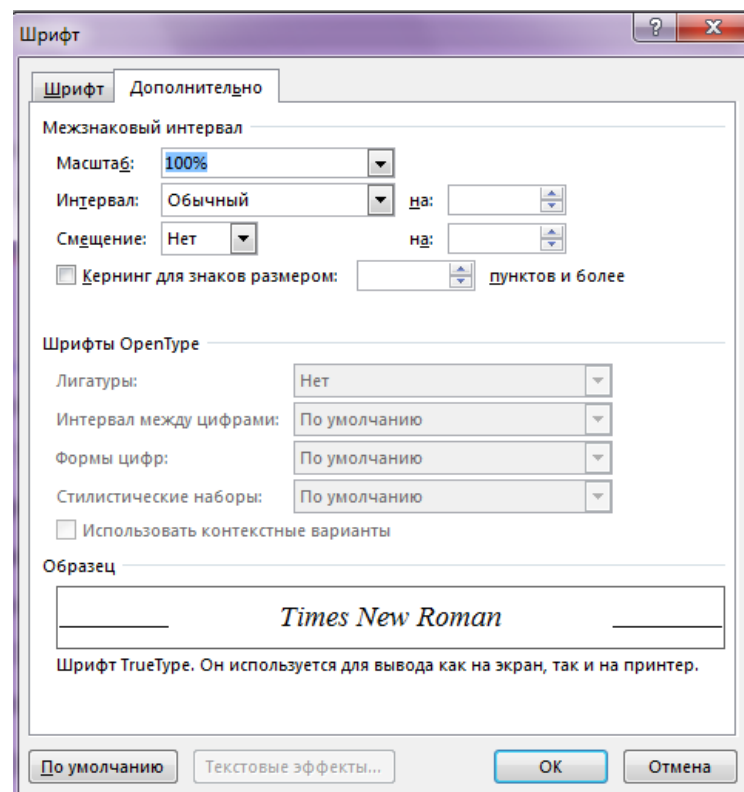 Шрифт
Шрифт Дополнительно
Межзнаковый интервал
Масштаб: 100%
Интервал: Обычный на:
Смещение: Нет на:
Кернинг для знаков размером: пунктов и более
Шрифты OpenType
Лигатуры: Нет
Интервал между цифрами: По умолчанию
Формы цифр: По умолчанию
Стилистические наборы: По умолчанию
Использовать контекстные варианты
Образец
Times New Roman
Шрифт TrueType. Он используется для вывода как на экран, так и на принтер.
По умолчанию Текстовые эффекты... ОК Отмена